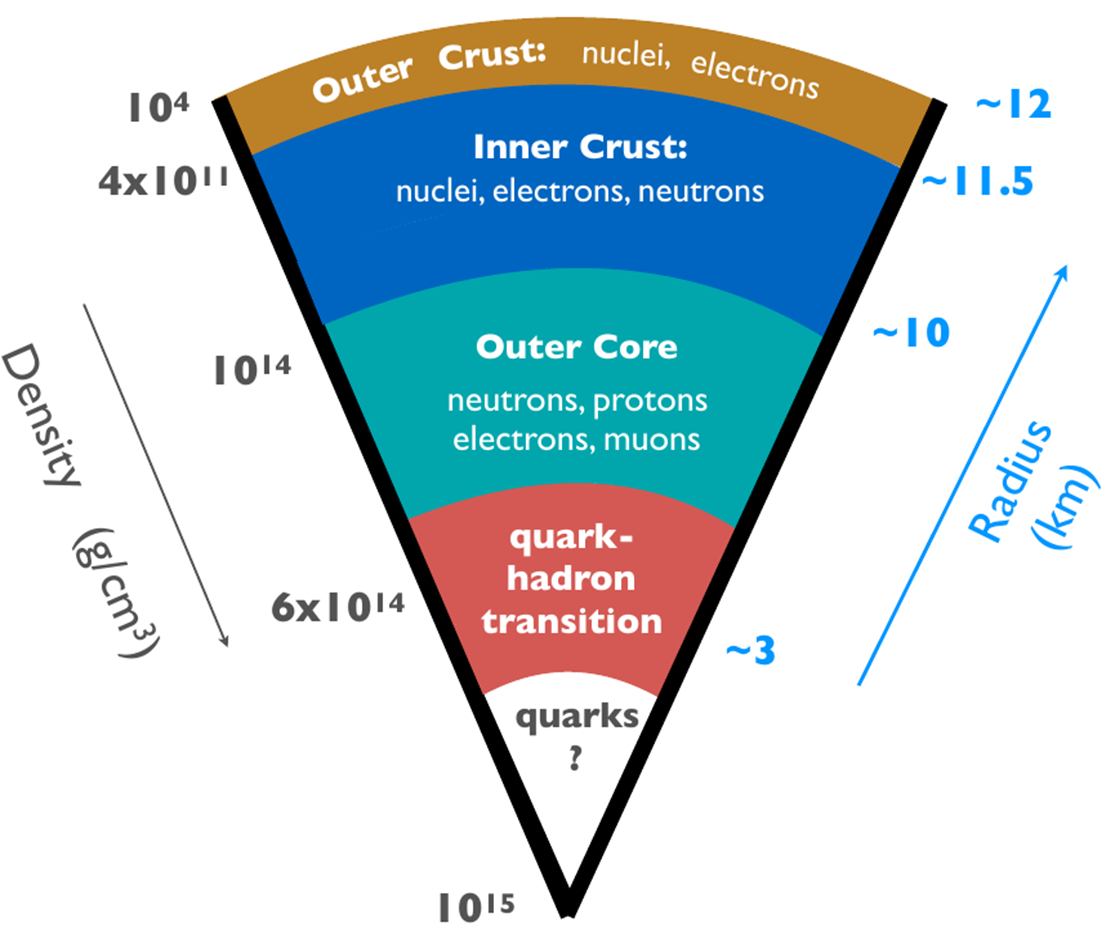 Outer Crust: nuclei, electrons
10⁴
~12
Inner Crust:
nuclei, electrons, neutrons
4x10¹¹
~11.5
~10
Outer Core
10¹⁴
neutrons, protons
electrons, muons
Density (g/cm³)
Radius
(km)
quark-
hadron
transition
6x10¹⁴
~3
quarks
?
10¹⁵